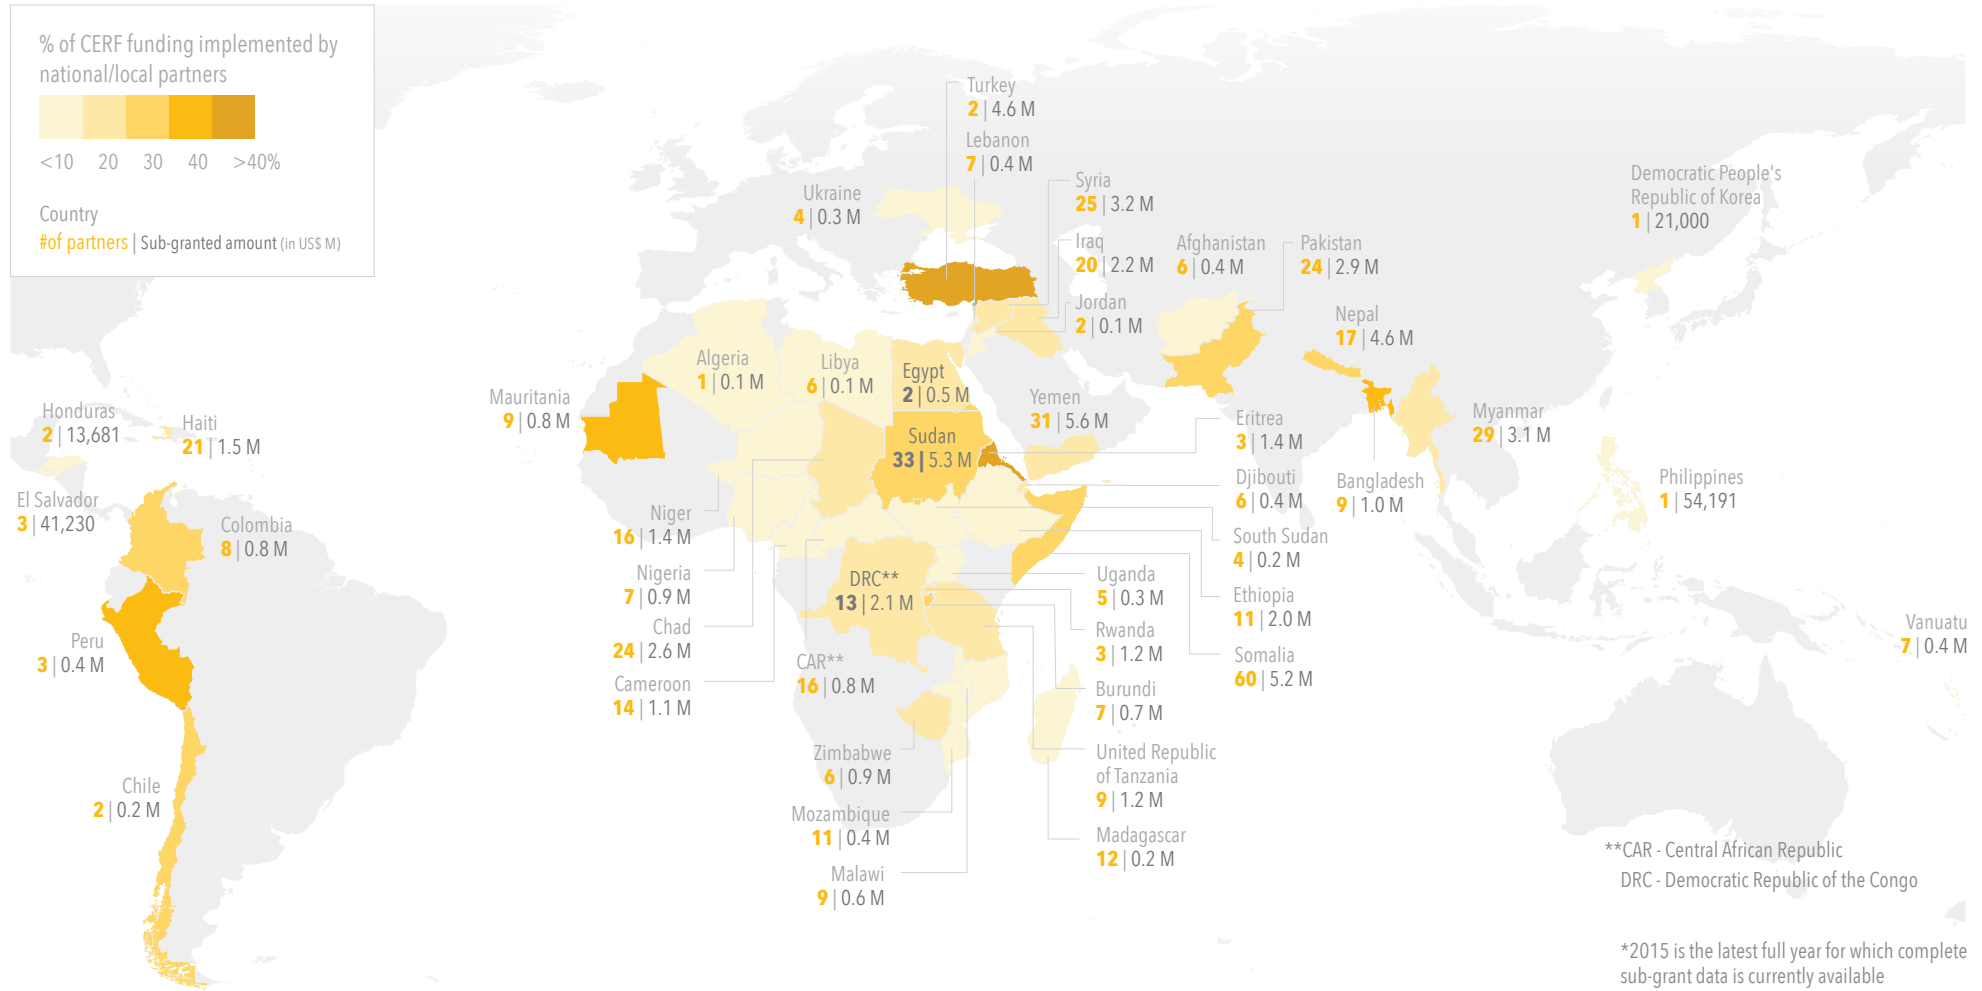 % of CERF funding implemented by
national/local partners
<10 20 30 40 >40%
Country
#of partners | Sub-granted amount (in US$ M)
Turkey
2 | 4.6 M
Lebanon
7 | 0.4 M
Ukraine
4 | 0.3 M
Syria
25 | 3.2 M
Iraq
20 | 2.2 M
Jordan
2 | 0.1 M
Afghanistan
6 | 0.4 M
Pakistan
24 | 2.9 M
Nepal
17 | 4.6 M
Democratic People's
Republic of Korea
1 | 21,000
Algeria
1 | 0.1 M
Libya
6 | 0.1 M
Egypt
2 | 0.5 M
Mauritania
9 | 0.8 M
Yemen
31 | 5.6 M
Sudan
33 | 5.3 M
Honduras
2 | 13,681
Haiti
21 | 1.5 M
El Salvador
3 | 41,230
Colombia
8 | 0.8 M
Eritrea
3 | 1.4 M
Djibouti
6 | 0.4 M
Bangladesh
9 | 1.0 M
Myanmar
29 | 3.1 M
Philippines
1 | 54,191
Niger
16 | 1.4 M
Nigeria
7 | 0.9 M
Chad
24 | 2.6 M
Cameroon
14 | 1.1 M
DRC**
13 | 2.1 M
CAR**
16 | 0.8 M
South Sudan
4 | 0.2 M
Ethiopia
11 | 2.0 M
Somalia
60 | 5.2 M
Uganda
5 | 0.3 M
Rwanda
3 | 1.2 M
Burundi
7 | 0.7 M
United Republic
of Tanzania
9 | 1.2 M
Madagascar
12 | 0.2 M
Vanuatu
7 | 0.4 M
Peru
3 | 0.4 M
Chile
2 | 0.2 M
Zimbabwe
6 | 0.9 M
Mozambique
11 | 0.4 M
Malawi
9 | 0.6 M
**CAR - Central African Republic
DRC - Democratic Republic of the Congo
*2015 is the latest full year for which complete
sub-grant data is currently available